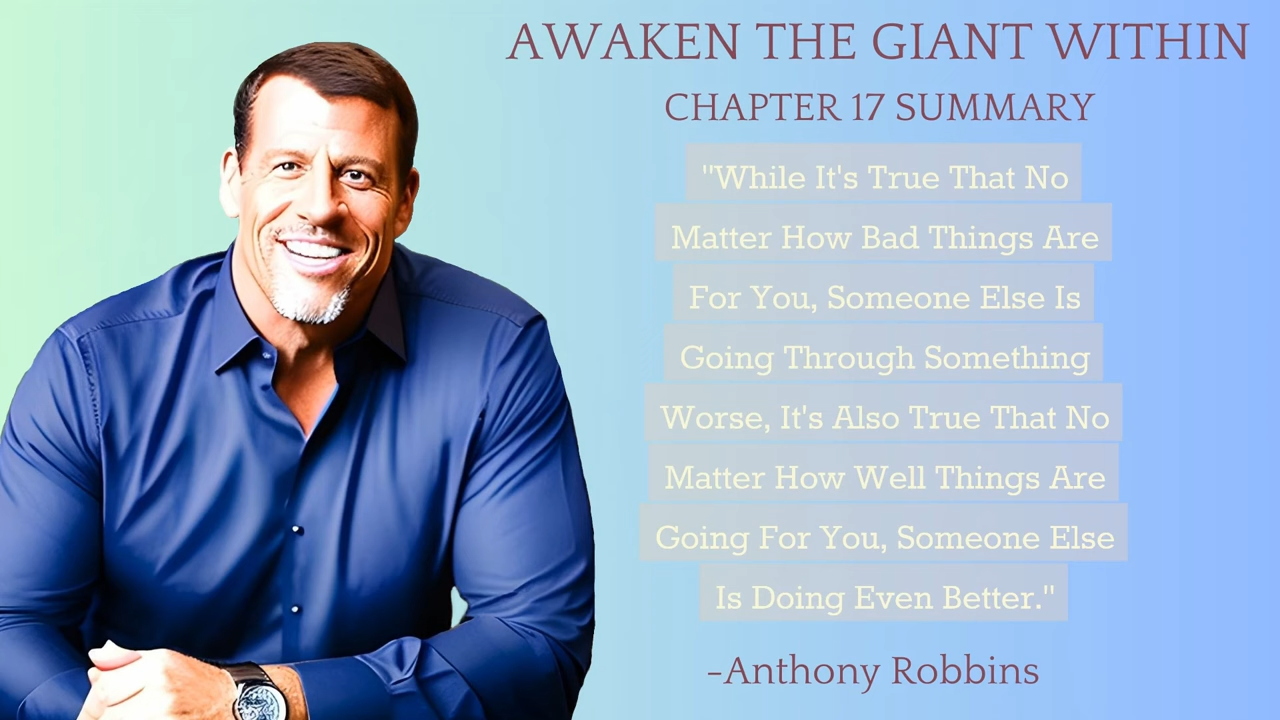 AWAKEN THE GIANT WITHIN
CHAPTER 17 SUMMARY
"While It's True That No
Matter How Bad Things Are
For You, Someone Else Is
Going Through Something
Worse, It's Also True That No
Matter How Well Things Are
Going For You, Someone Else
Is Doing Even Better."
–Anthony Robbins